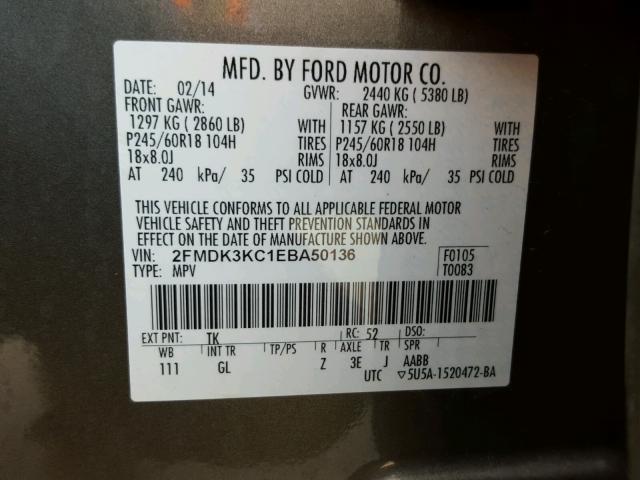 MFD. BY FORD MOTOR CO.
DATE: 02/14 GVWR: 2440 KG ( 5380 LB)
FRONT GAWR: REAR GAWR:
1297 KG ( 2860 LB) WITH 1157 KG ( 2550 LB) WITH
P245/60R18 104H TIRES P245/60R18 104H TIRES
18x8.0J RIMS 18x8.0J RIMS
AT 240 kPa/ 35 PSI COLD AT 240 kPa/ 35 PSI COLD
THIS VEHICLE CONFORMS TO ALL APPLICABLE FEDERAL MOTOR
VEHICLE SAFETY AND THEFT PREVENTION STANDARDS IN
EFFECT ON THE DATE OF MANUFACTURE SHOWN ABOVE.
VIN: 2FMDK3KC1EBA50136 F0105
TYPE: MPV T0083
EXT PNT: TK RC: 52 DSO:
WB INT TR TP/PS R AXLE TR SPR
111 GL Z 3E J AABB
UTC ▽5U5A-1520472-BA